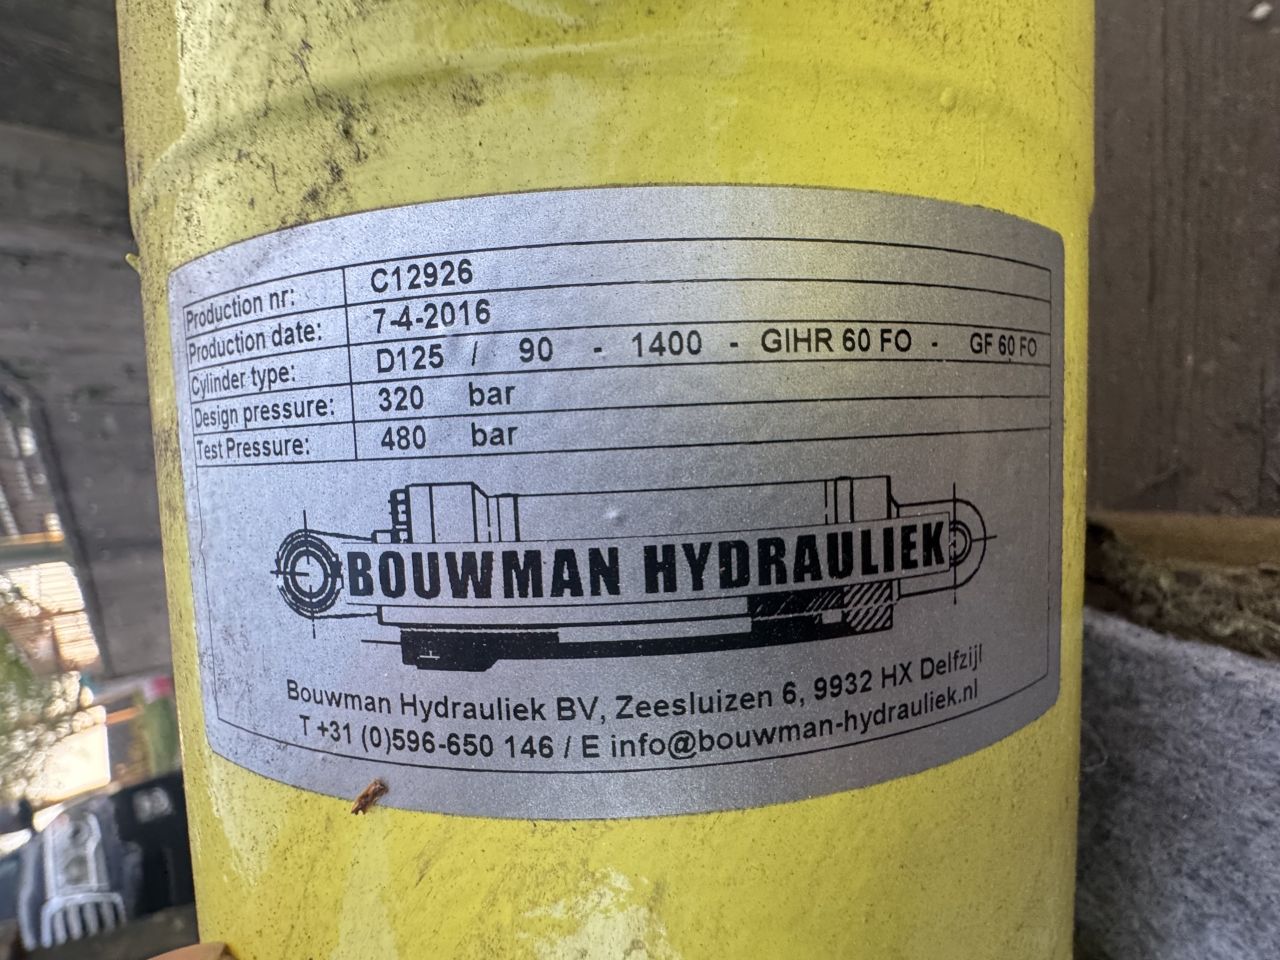 Production nr: C12926
Production date: 7-4-2016
Cylinder type: D125 / 90 - 1400 - GIHR 60 FO - GF 60 FO
Design pressure: 320 bar
Test Pressure: 480 bar
BOUWMAN HYDRAULIEK
Bouwman Hydrauliek BV, Zeesluizen 6, 9932 HX Delfzijl
T +31 (0)596-650 146 / E info@bouwman-hydrauliek.nl